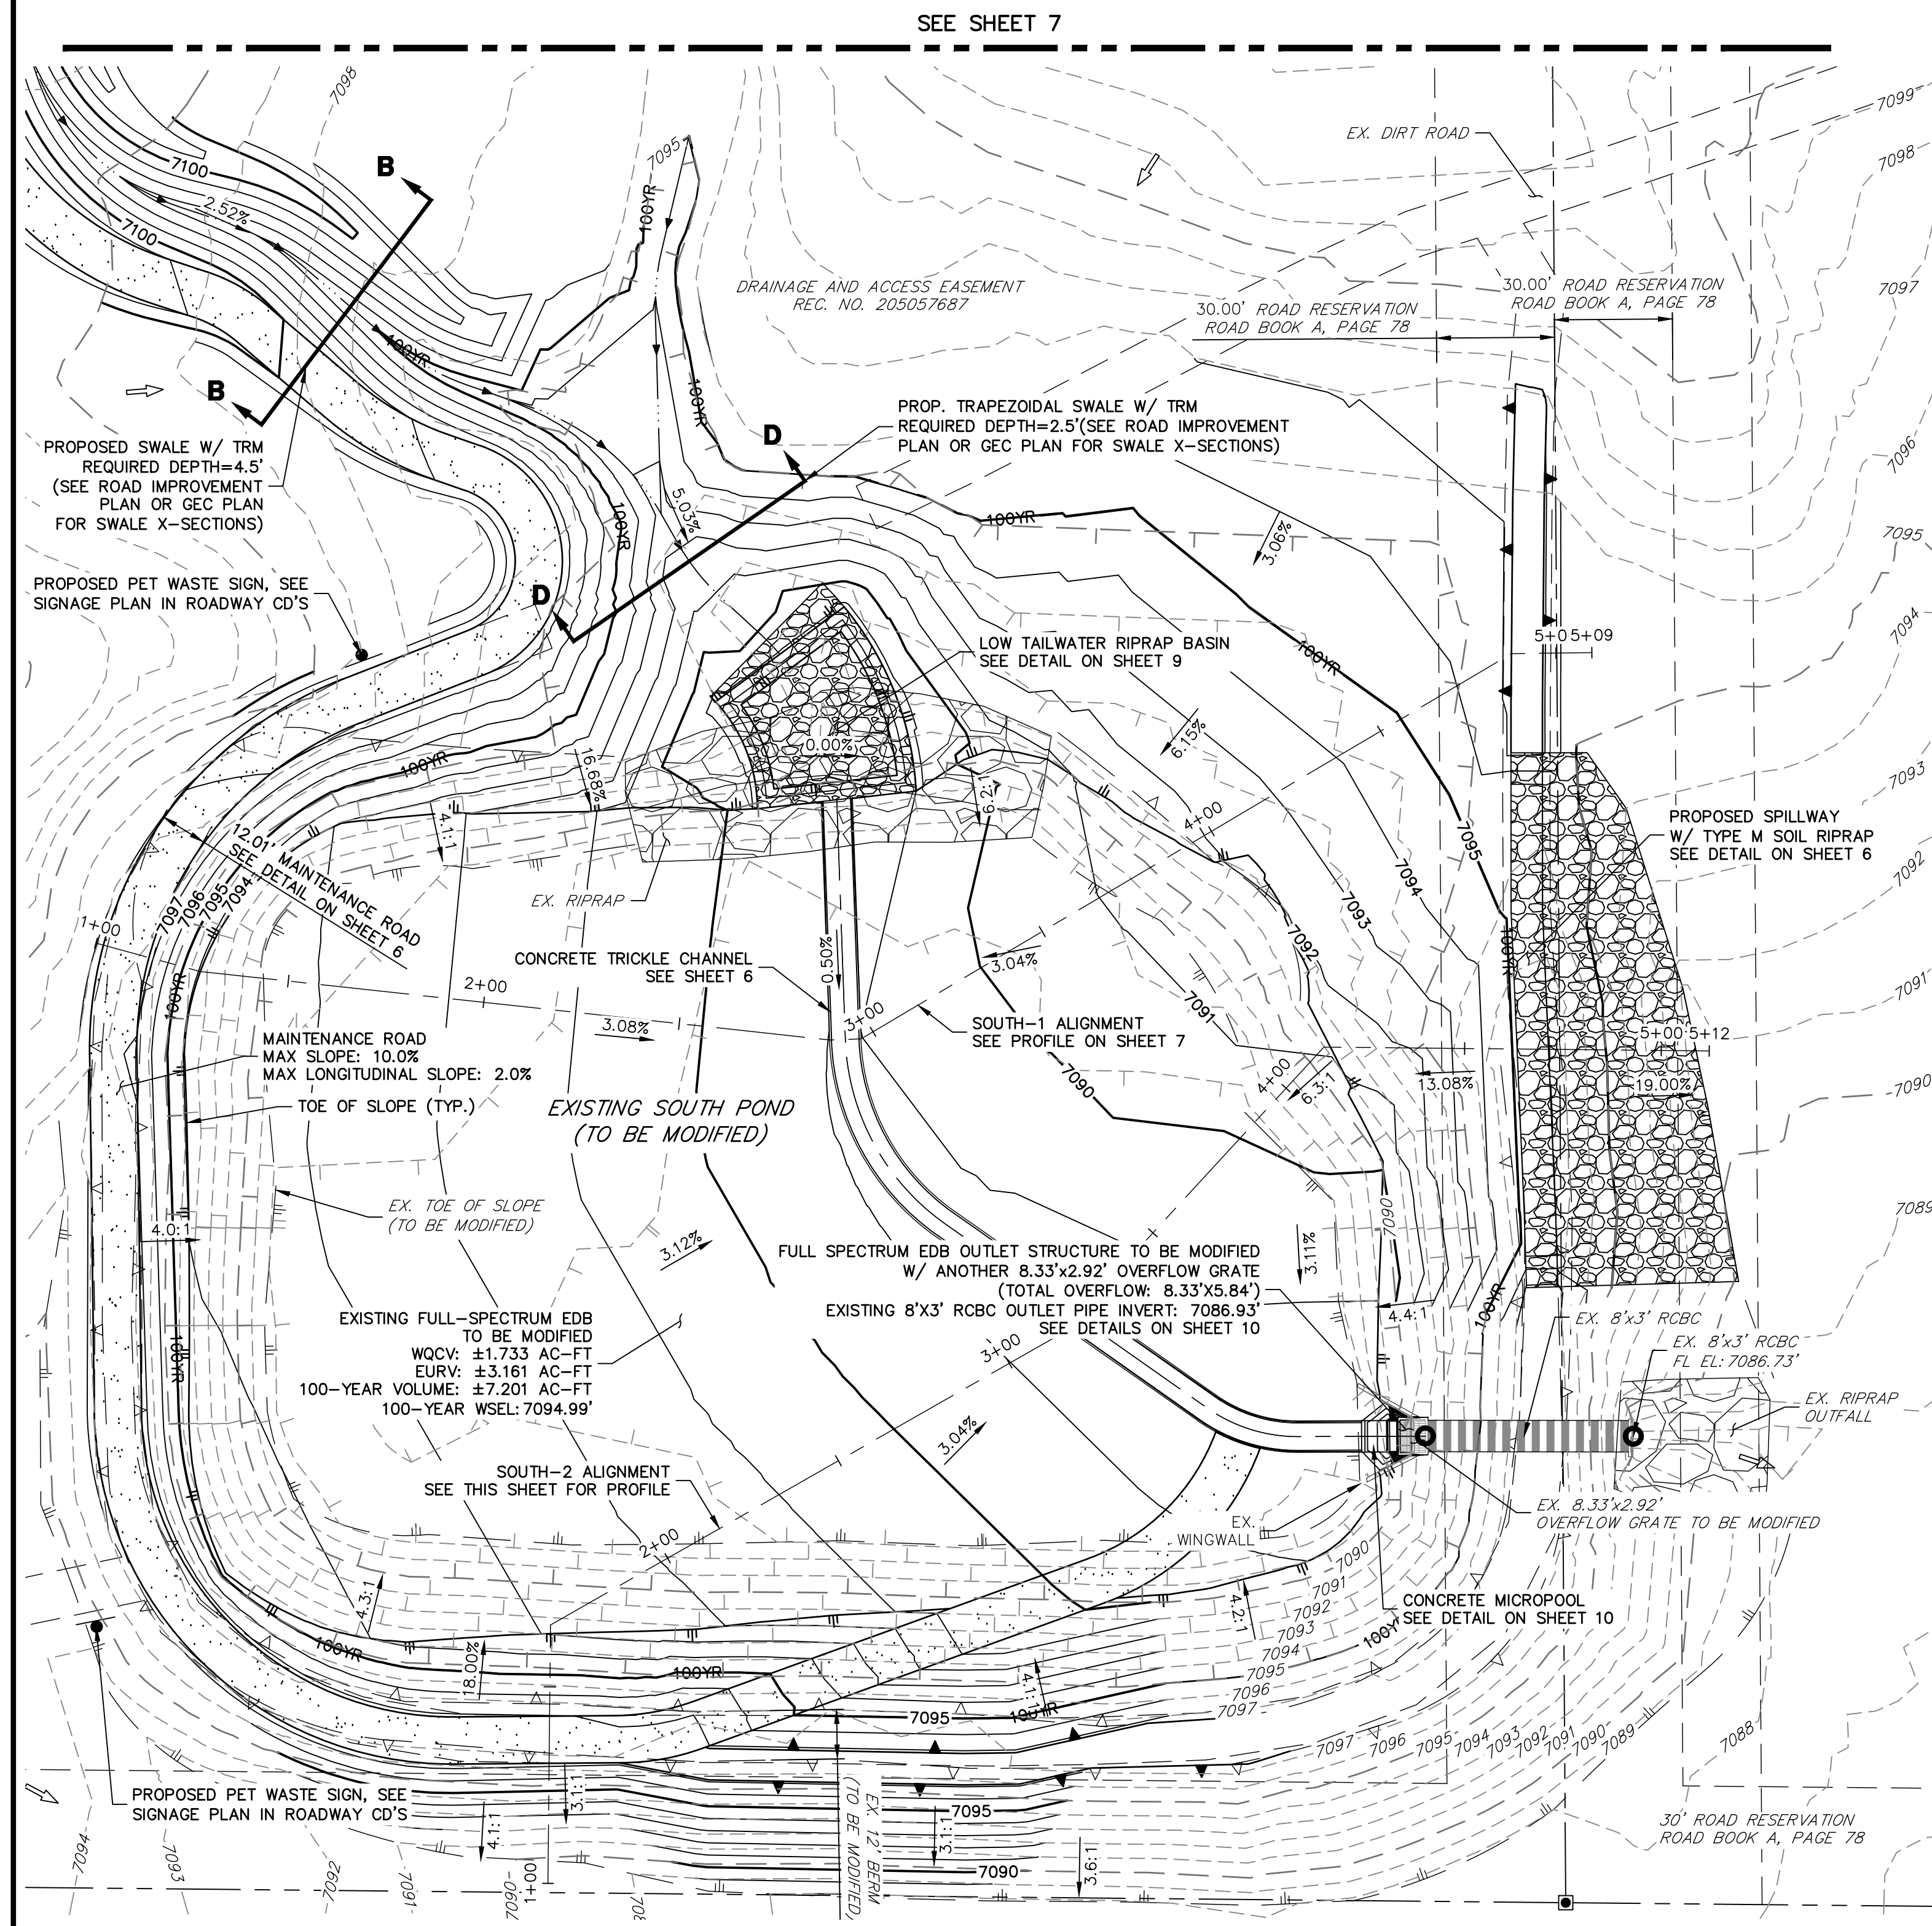 SEE SHEET 7
7098
7099
EX. DIRT ROAD
7098
7095
B
7100
2.52%
100YR
7100
DRAINAGE AND ACCESS EASEMENT
REC. NO. 205057687
30.00' ROAD RESERVATION
ROAD BOOK A, PAGE 78
30.00' ROAD RESERVATION
ROAD BOOK A, PAGE 78
7097
100YR
B
100YR
PROP. TRAPEZOIDAL SWALE W/ TRM
REQUIRED DEPTH=2.5'(SEE ROAD IMPROVEMENT
PLAN OR GEC PLAN FOR SWALE X-SECTIONS)
D
PROPOSED SWALE W/ TRM
REQUIRED DEPTH=4.5'
(SEE ROAD IMPROVEMENT
PLAN OR GEC PLAN
FOR SWALE X-SECTIONS)
7096
5.03%
100YR
100YR
3.06%
7095
PROPOSED PET WASTE SIGN, SEE
SIGNAGE PLAN IN ROADWAY CD'S
D
7094
LOW TAILWATER RIPRAP BASIN
SEE DETAIL ON SHEET 9
100YR
5+0
5+09
6.15%
0.00%
100YR
16.68%
6.2:1
7093
PROPOSED SPILLWAY
W/ TYPE M SOIL RIPRAP
SEE DETAIL ON SHEET 6
4.1:1
4+00
7095
12.01' MAINTENANCE ROAD
SEE DETAIL ON SHEET 6
7097
7096
7095
7094
7094
7093
7092
EX. RIPRAP
1+00
CONCRETE TRICKLE CHANNEL
SEE SHEET 6
0.50%
3.04%
7092
100YR
2+00
100YR
7091
7091
3+00
3.08%
SOUTH-1 ALIGNMENT
SEE PROFILE ON SHEET 7
MAINTENANCE ROAD
MAX SLOPE: 10.0%
MAX LONGITUDINAL SLOPE: 2.0%
5+00
5+12
7090
4+00
6.3:1
13.08%
19.00%
7090
TOE OF SLOPE (TYP.)
EXISTING SOUTH POND
(TO BE MODIFIED)
EX. TOE OF SLOPE
(TO BE MODIFIED)
7090
7089
4.0:1
3.12%
3.11%
FULL SPECTRUM EDB OUTLET STRUCTURE TO BE MODIFIED
W/ ANOTHER 8.33'x2.92' OVERFLOW GRATE
(TOTAL OVERFLOW: 8.33'X5.84')
EXISTING 8'X3' RCBC OUTLET PIPE INVERT: 7086.93'
SEE DETAILS ON SHEET 10
4.4:1
100YR
EX. 8'x3' RCBC
EXISTING FULL-SPECTRUM EDB
TO BE MODIFIED
WQCV: ±1.733 AC-FT
EURV: ±3.161 AC-FT
100-YEAR VOLUME: ±7.201 AC-FT
100-YEAR WSEL: 7094.99'
100YR
3+00
EX. 8'x3' RCBC
FL EL: 7086.73'
EX. RIPRAP
OUTFALL
3.04%
SOUTH-2 ALIGNMENT
SEE THIS SHEET FOR PROFILE
EX. 8.33'x2.92'
OVERFLOW GRATE TO BE MODIFIED
EX.
WINGWALL
2+00
7090
7091
7092
7093
7094
7095
7096
7097
4.3:1
4.2:1
CONCRETE MICROPOOL
SEE DETAIL ON SHEET 10
100YR
18.00%
100YR
4.1:1
7095
100YR
7097
7096
7095
7094
7093
7092
7091
7090
7089
7088
PROPOSED PET WASTE SIGN, SEE
SIGNAGE PLAN IN ROADWAY CD'S
3.1:1
4.1:1
EX. 12' BERM
(TO BE MODIFIED)
7095
3.1:1
3.6:1
7090
30' ROAD RESERVATION
ROAD BOOK A, PAGE 78
7094
7093
7092
7091
7090
1+00